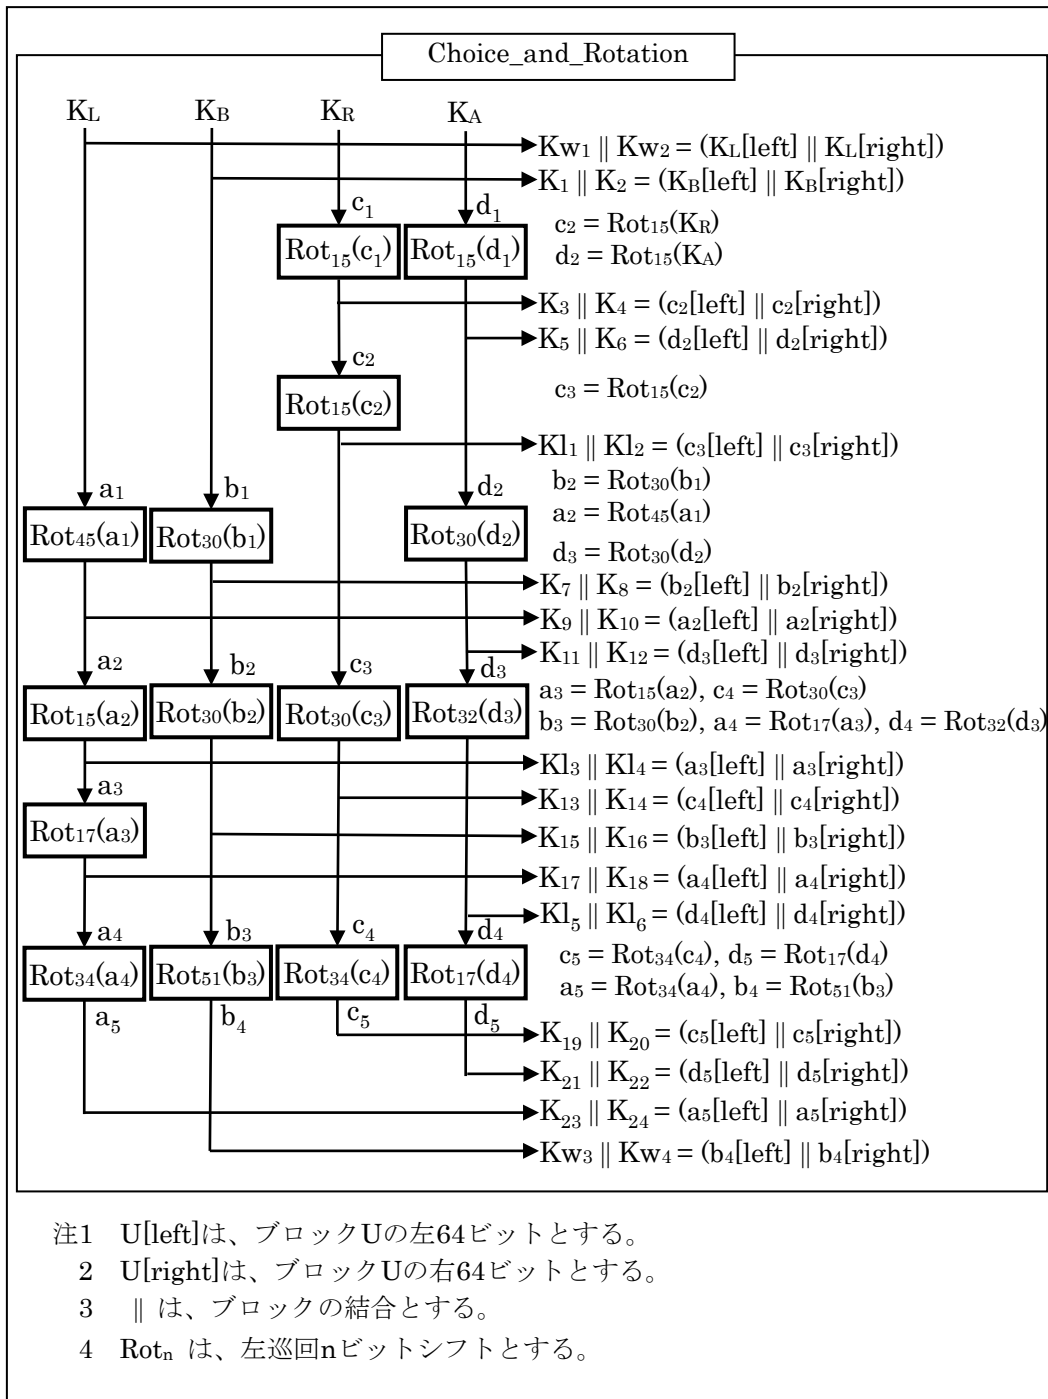 Choice_and_Rotation
K_L K_B K_R K_A
Kw₁ ∥ Kw₂ = (K_L[left] ∥ K_L[right])
K₁ ∥ K₂ = (K_B[left] ∥ K_B[right])
c₁ d₁
c₂ = Rot₁₅(K_R)
Rot₁₅(c₁) Rot₁₅(d₁)
d₂ = Rot₁₅(K_A)
K₃ ∥ K₄ = (c₂[left] ∥ c₂[right])
K₅ ∥ K₆ = (d₂[left] ∥ d₂[right])
c₂
Rot₁₅(c₂)
c₃ = Rot₁₅(c₂)
Kl₁ ∥ Kl₂ = (c₃[left] ∥ c₃[right])
b₂ = Rot₃₀(b₁)
a₁ b₁ d₂
a₂ = Rot₄₅(a₁)
Rot₄₅(a₁) Rot₃₀(b₁) Rot₃₀(d₂)
d₃ = Rot₃₀(d₂)
K₇ ∥ K₈ = (b₂[left] ∥ b₂[right])
K₉ ∥ K₁₀ = (a₂[left] ∥ a₂[right])
K₁₁ ∥ K₁₂ = (d₃[left] ∥ d₃[right])
a₂ b₂ c₃ d₃
a₃ = Rot₁₅(a₂), c₄ = Rot₃₀(c₃)
Rot₁₅(a₂) Rot₃₀(b₂) Rot₃₀(c₃) Rot₃₂(d₃)
b₃ = Rot₃₀(b₂), a₄ = Rot₁₇(a₃), d₄ = Rot₃₂(d₃)
Kl₃ ∥ Kl₄ = (a₃[left] ∥ a₃[right])
a₃
K₁₃ ∥ K₁₄ = (c₄[left] ∥ c₄[right])
Rot₁₇(a₃)
K₁₅ ∥ K₁₆ = (b₃[left] ∥ b₃[right])
K₁₇ ∥ K₁₈ = (a₄[left] ∥ a₄[right])
Kl₅ ∥ Kl₆ = (d₄[left] ∥ d₄[right])
a₄ b₃ c₄ d₄
c₅ = Rot₃₄(c₄), d₅ = Rot₁₇(d₄)
Rot₃₄(a₄) Rot₅₁(b₃) Rot₃₄(c₄) Rot₁₇(d₄)
a₅ = Rot₃₄(a₄), b₄ = Rot₅₁(b₃)
a₅ b₄ c₅ d₅
K₁₉ ∥ K₂₀ = (c₅[left] ∥ c₅[right])
K₂₁ ∥ K₂₂ = (d₅[left] ∥ d₅[right])
K₂₃ ∥ K₂₄ = (a₅[left] ∥ a₅[right])
Kw₃ ∥ Kw₄ = (b₄[left] ∥ b₄[right])
注1 U[left]は、ブロックUの左64ビットとする。
2 U[right]は、ブロックUの右64ビットとする。
3 ∥ は、ブロックの結合とする。
4 Rotₙ は、左巡回nビットシフトとする。